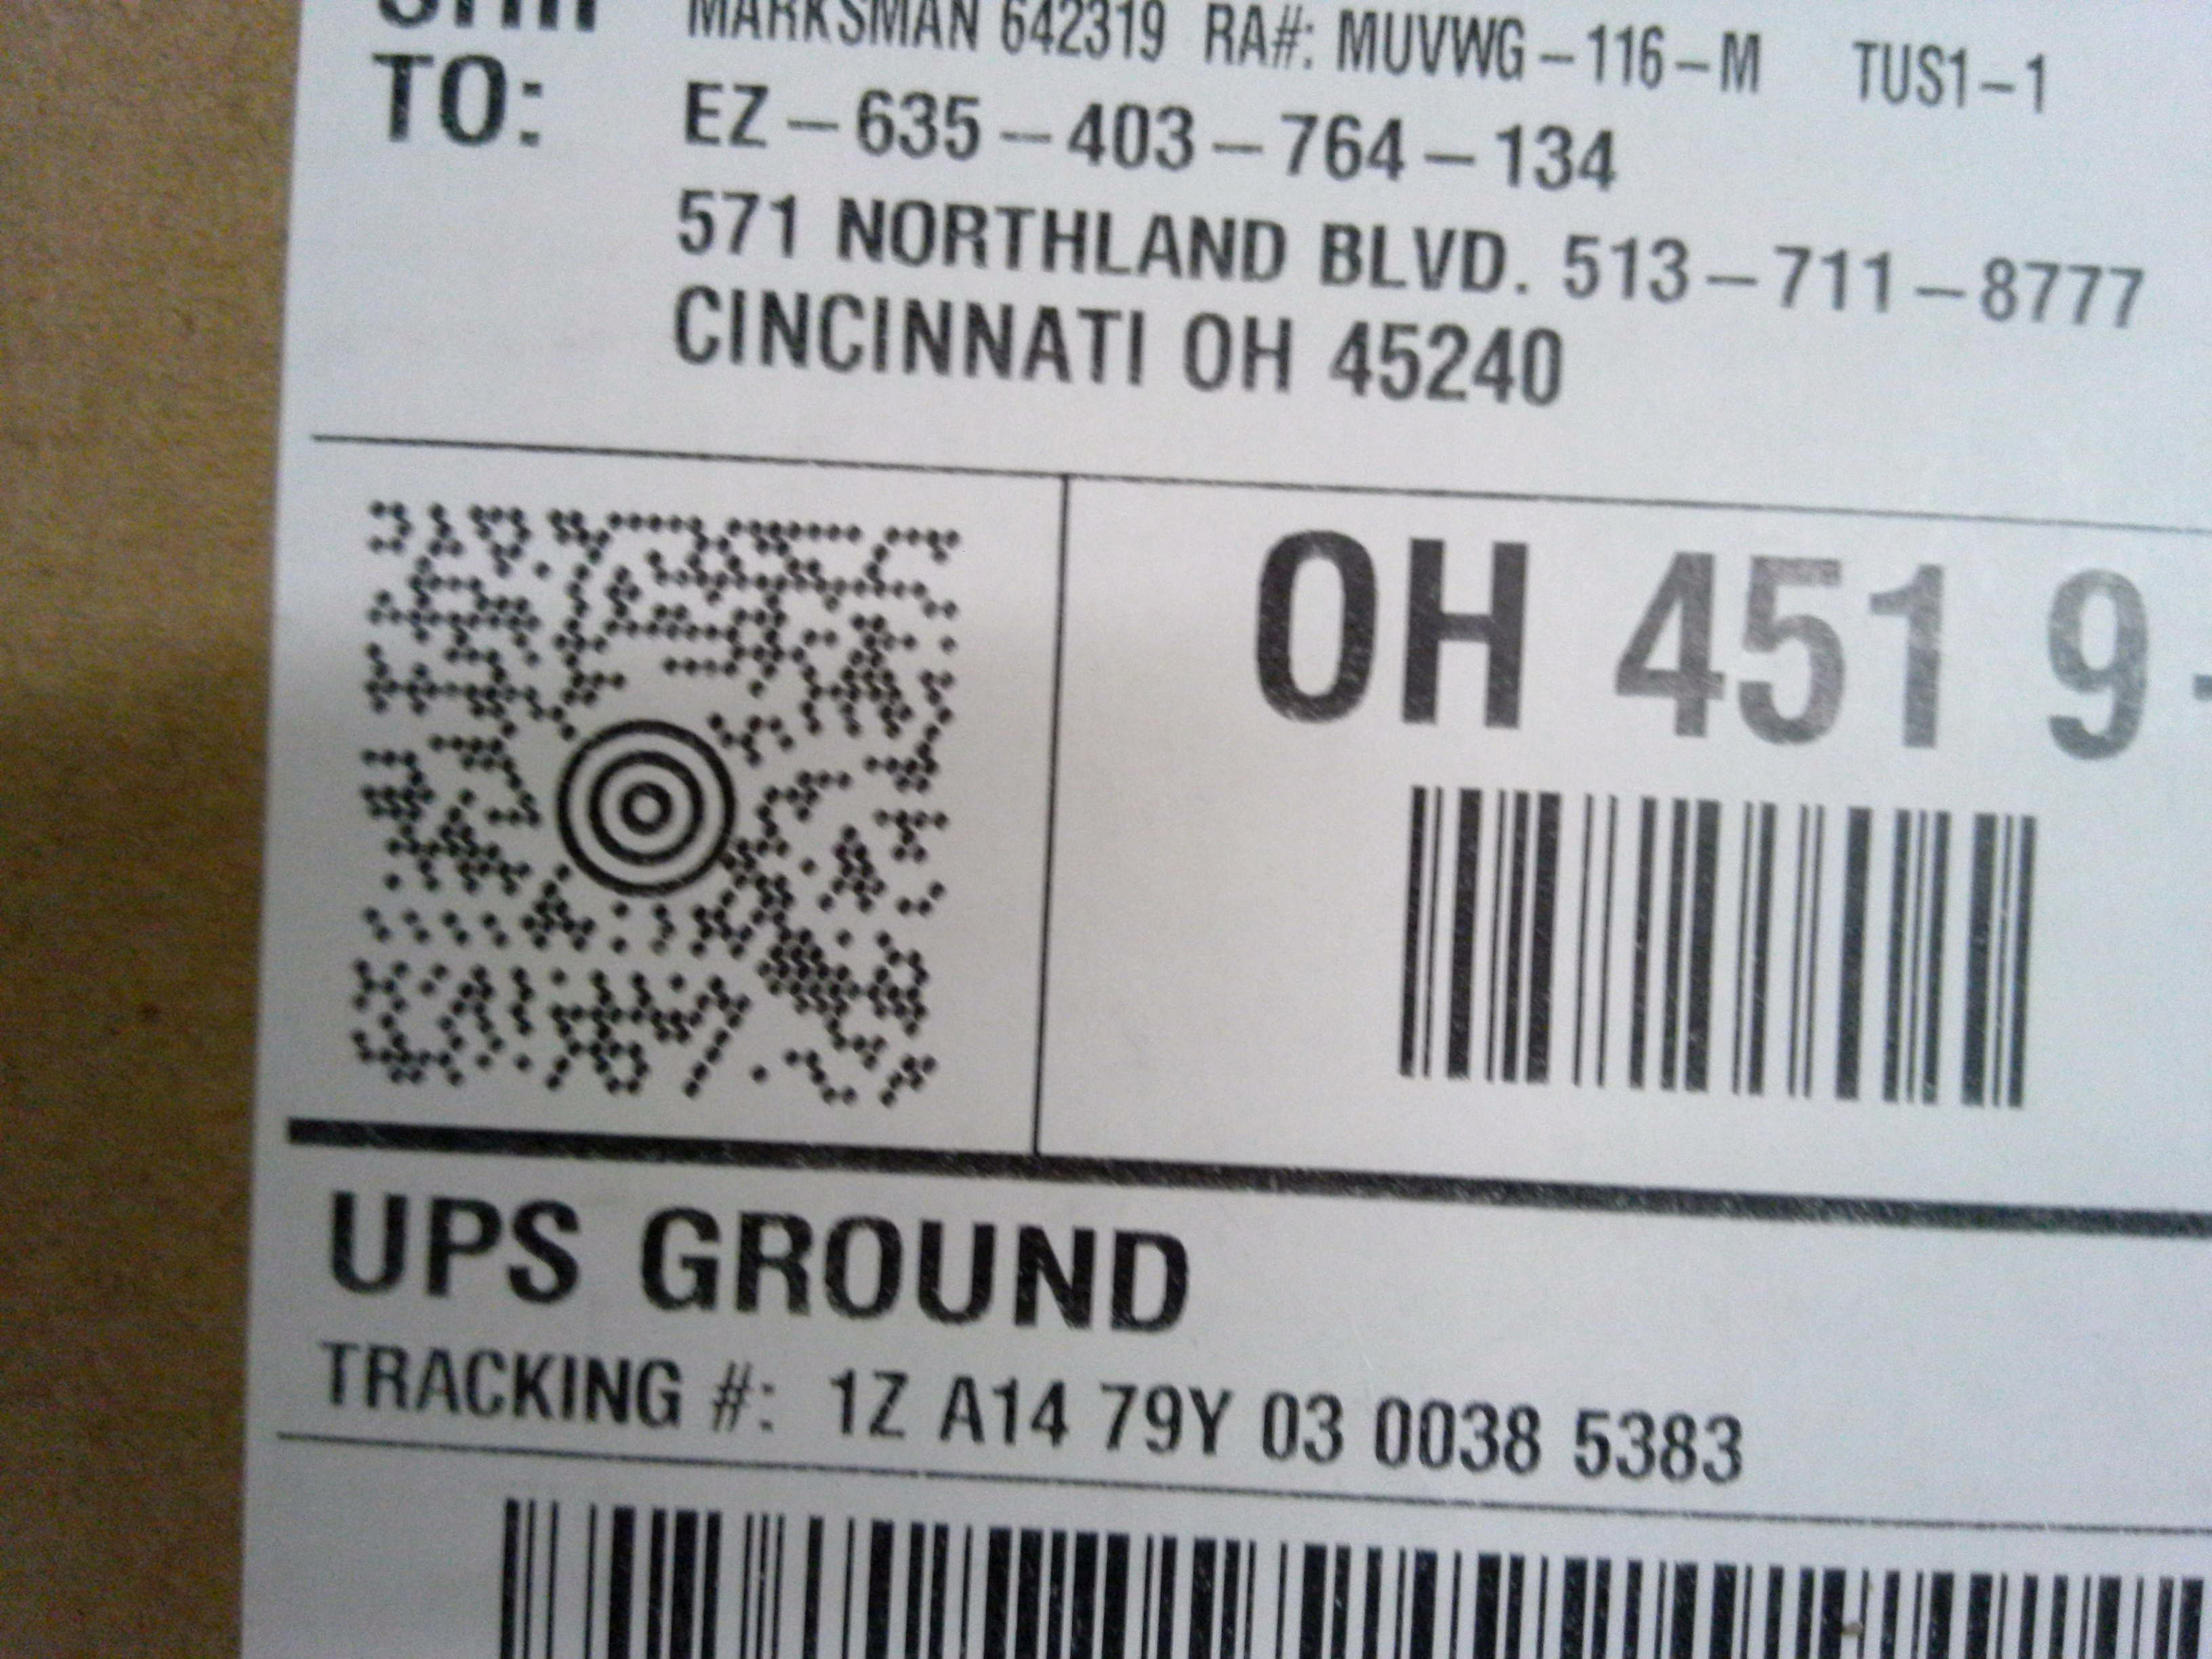 SHIP
TO:
MARKSMAN 642319 RA#: MUVWG-116-M TUS1-1
EZ-635-403-764-134
571 NORTHLAND BLVD. 513-711-8777
CINCINNATI OH 45240
OH 451 9-
UPS GROUND
TRACKING #: 1Z A14 79Y 03 0038 5383